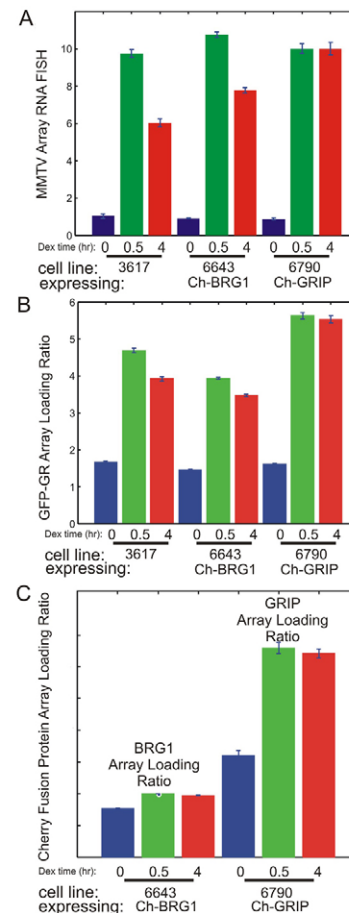 A
MMTV Array RNA FISH
10
8
6
4
2
0
Dex time (hr): 0 0.5 4 0 0.5 4 0 0.5 4
cell line: 3617 6643 6790
expressing: Ch-BRG1 Ch-GRIP
B
GFP-GR Array Loading Ratio
6
5
4
3
2
1
0
Dex time (hr): 0 0.5 4 0 0.5 4 0 0.5 4
cell line: 3617 6643 6790
expressing: Ch-BRG1 Ch-GRIP
C
Cherry Fusion Protein Array Loading Ratio
GRIP
Array Loading
Ratio
BRG1
Array Loading
Ratio
Dex time (hr): 0 0.5 4 0 0.5 4
cell line: 6643 6790
expressing: Ch-BRG1 Ch-GRIP